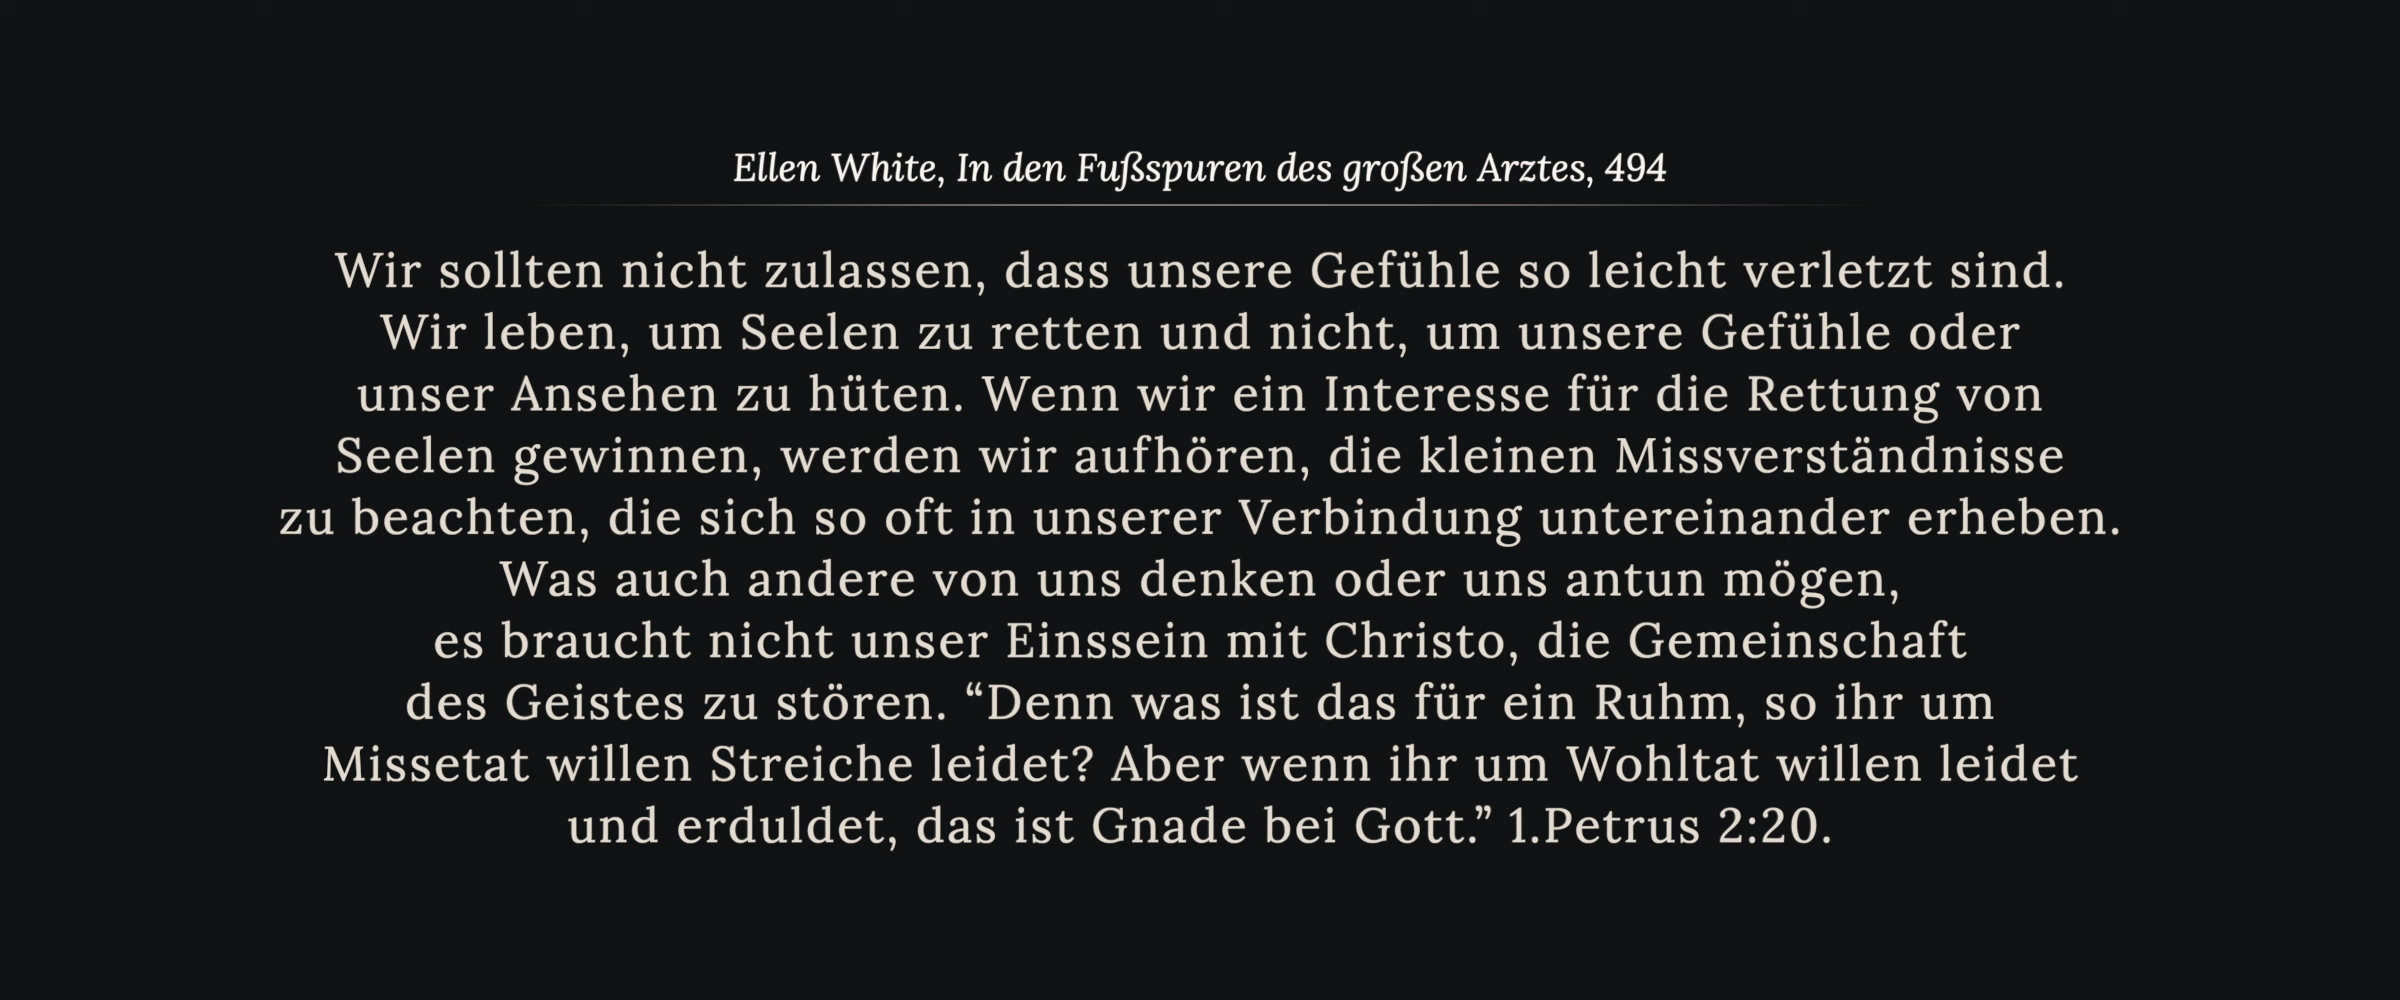 Ellen White, In den Fußspuren des großen Arztes, 494
Wir sollten nicht zulassen, dass unsere Gefühle so leicht verletzt sind.
Wir leben, um Seelen zu retten und nicht, um unsere Gefühle oder
unser Ansehen zu hüten. Wenn wir ein Interesse für die Rettung von
Seelen gewinnen, werden wir aufhören, die kleinen Missverständnisse
zu beachten, die sich so oft in unserer Verbindung untereinander erheben.
Was auch andere von uns denken oder uns antun mögen,
es braucht nicht unser Einssein mit Christo, die Gemeinschaft
des Geistes zu stören. “Denn was ist das für ein Ruhm, so ihr um
Missetat willen Streiche leidet? Aber wenn ihr um Wohltat willen leidet
und erduldet, das ist Gnade bei Gott.” 1.Petrus 2:20.